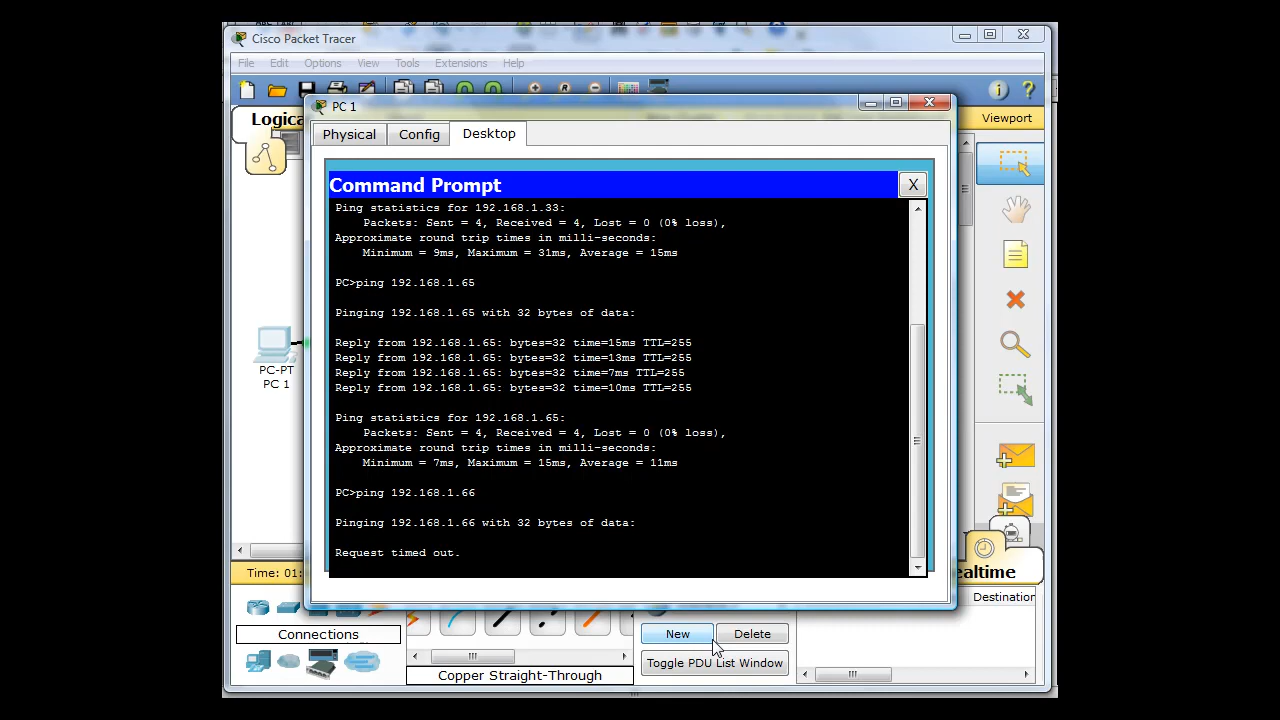 Cisco Packet Tracer
File Edit Options View Tools Extensions Help
PC 1
Logica
Viewport
Physical Config Desktop
Command Prompt
X
Ping statistics for 192.168.1.33:
Packets: Sent = 4, Received = 4, Lost = 0 (0% loss),
Approximate round trip times in milli-seconds:
Minimum = 9ms, Maximum = 31ms, Average = 15ms
PC>ping 192.168.1.65
Pinging 192.168.1.65 with 32 bytes of data:
Reply from 192.168.1.65: bytes=32 time=15ms TTL=255
Reply from 192.168.1.65: bytes=32 time=13ms TTL=255
Reply from 192.168.1.65: bytes=32 time=7ms TTL=255
Reply from 192.168.1.65: bytes=32 time=10ms TTL=255
Ping statistics for 192.168.1.65:
Packets: Sent = 4, Received = 4, Lost = 0 (0% loss),
Approximate round trip times in milli-seconds:
Minimum = 7ms, Maximum = 15ms, Average = 11ms
PC>ping 192.168.1.66
Pinging 192.168.1.66 with 32 bytes of data:
Request timed out.
PC-PT
PC 1
Time: 01:
ealtime
Destination
Connections
New
Delete
Toggle PDU List Window
Copper Straight-Through